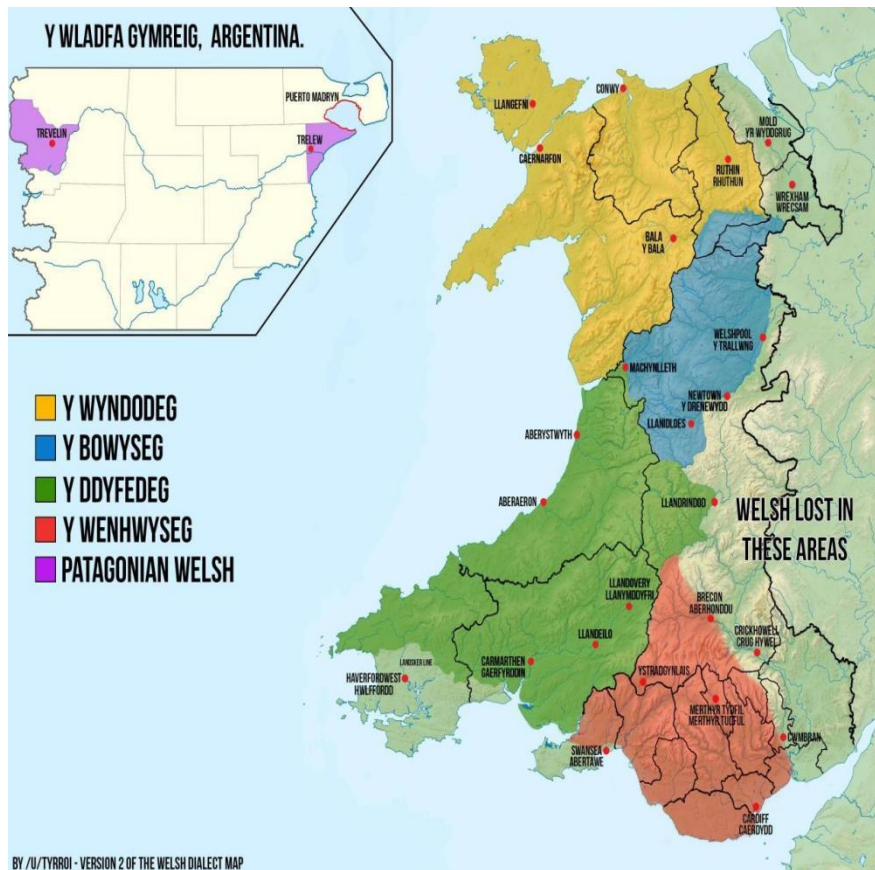 Y WLADFA GYMREIG, ARGENTINA.
PUERTO MADRYN
TREVELIN
TRELEW
LLANGEFNI
CONWY
CAERNARFON
MOLD
YR WYDDGRUG
RUTHIN
RHUTHUN
WREXHAM
WRECSAM
BALA
Y BALA
WELSHPOOL
Y TRALLWNG
MACHYNLLETH
NEWTOWN
Y DRENEWYDD
LLANIDLOES
Y WYNDODEG
Y BOWYSEG
Y DDYFEDEG
Y WENHWYSEG
PATAGONIAN WELSH
ABERYSTWYTH
ABERAERON
LLANDRINDOD
WELSH LOST IN
THESE AREAS
LLANDOVERY
LLANYMDDYFRI
BRECON
ABERHONDDU
LLANDEILO
CRICKHOWELL
CRUG HYWEL
LANDSKER LINE
HAVERFORDWEST
HWLFFORDD
CARMARTHEN
GAERFYRDDIN
YSTRADGYNLAIS
MERTHYR TYDFIL
MERTHYR TUDFUL
CWMBRAN
SWANSEA
ABERTAWE
CARDIFF
CAERDYDD
BY /U/TYRROI - VERSION 2 OF THE WELSH DIALECT MAP